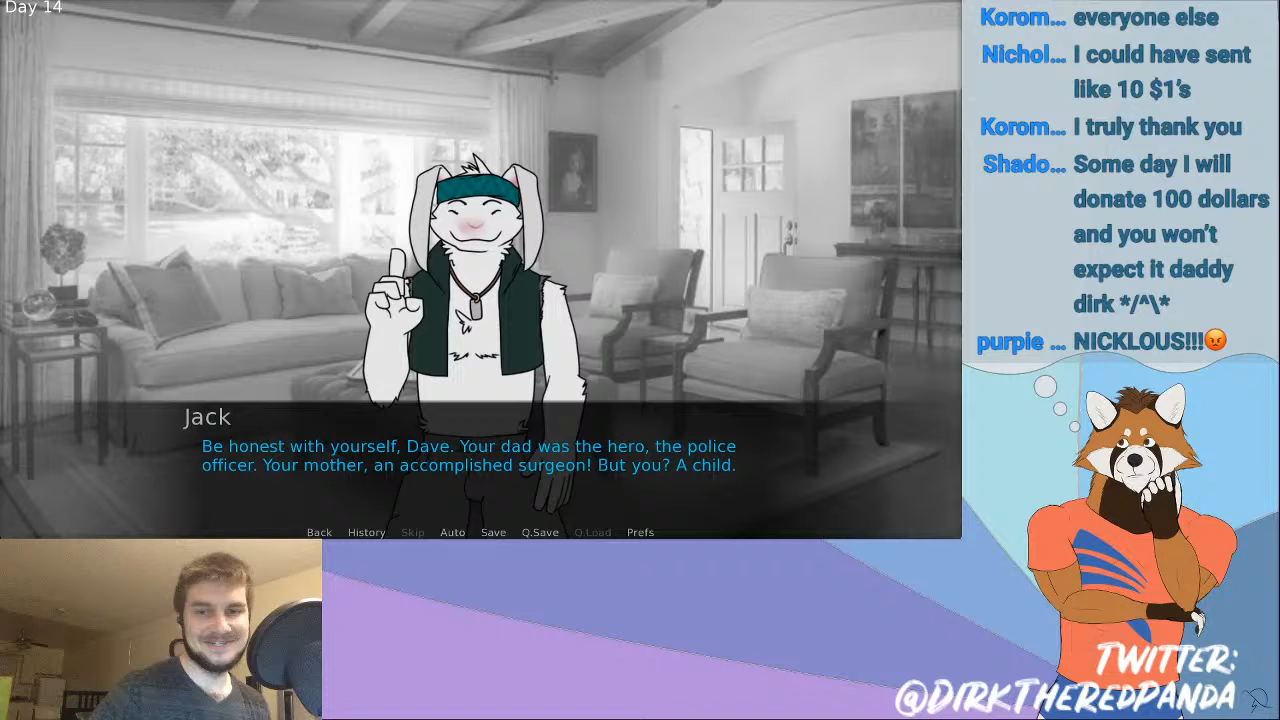 Day 14
Jack
Be honest with yourself, Dave. Your dad was the hero, the police
officer. Your mother, an accomplished surgeon! But you? A child.
Back History Skip Auto Save Q.Save Q.Load Prefs
Korom... everyone else
Nichol... I could have sent
like 10 $1's
Korom... I truly thank you
Shado... Some day I will
donate 100 dollars
and you won't
expect it daddy
dirk */^\*
purpie ... NICKLOUS!!!😡
TWITTER:
@DIRKTHEREDPANDA